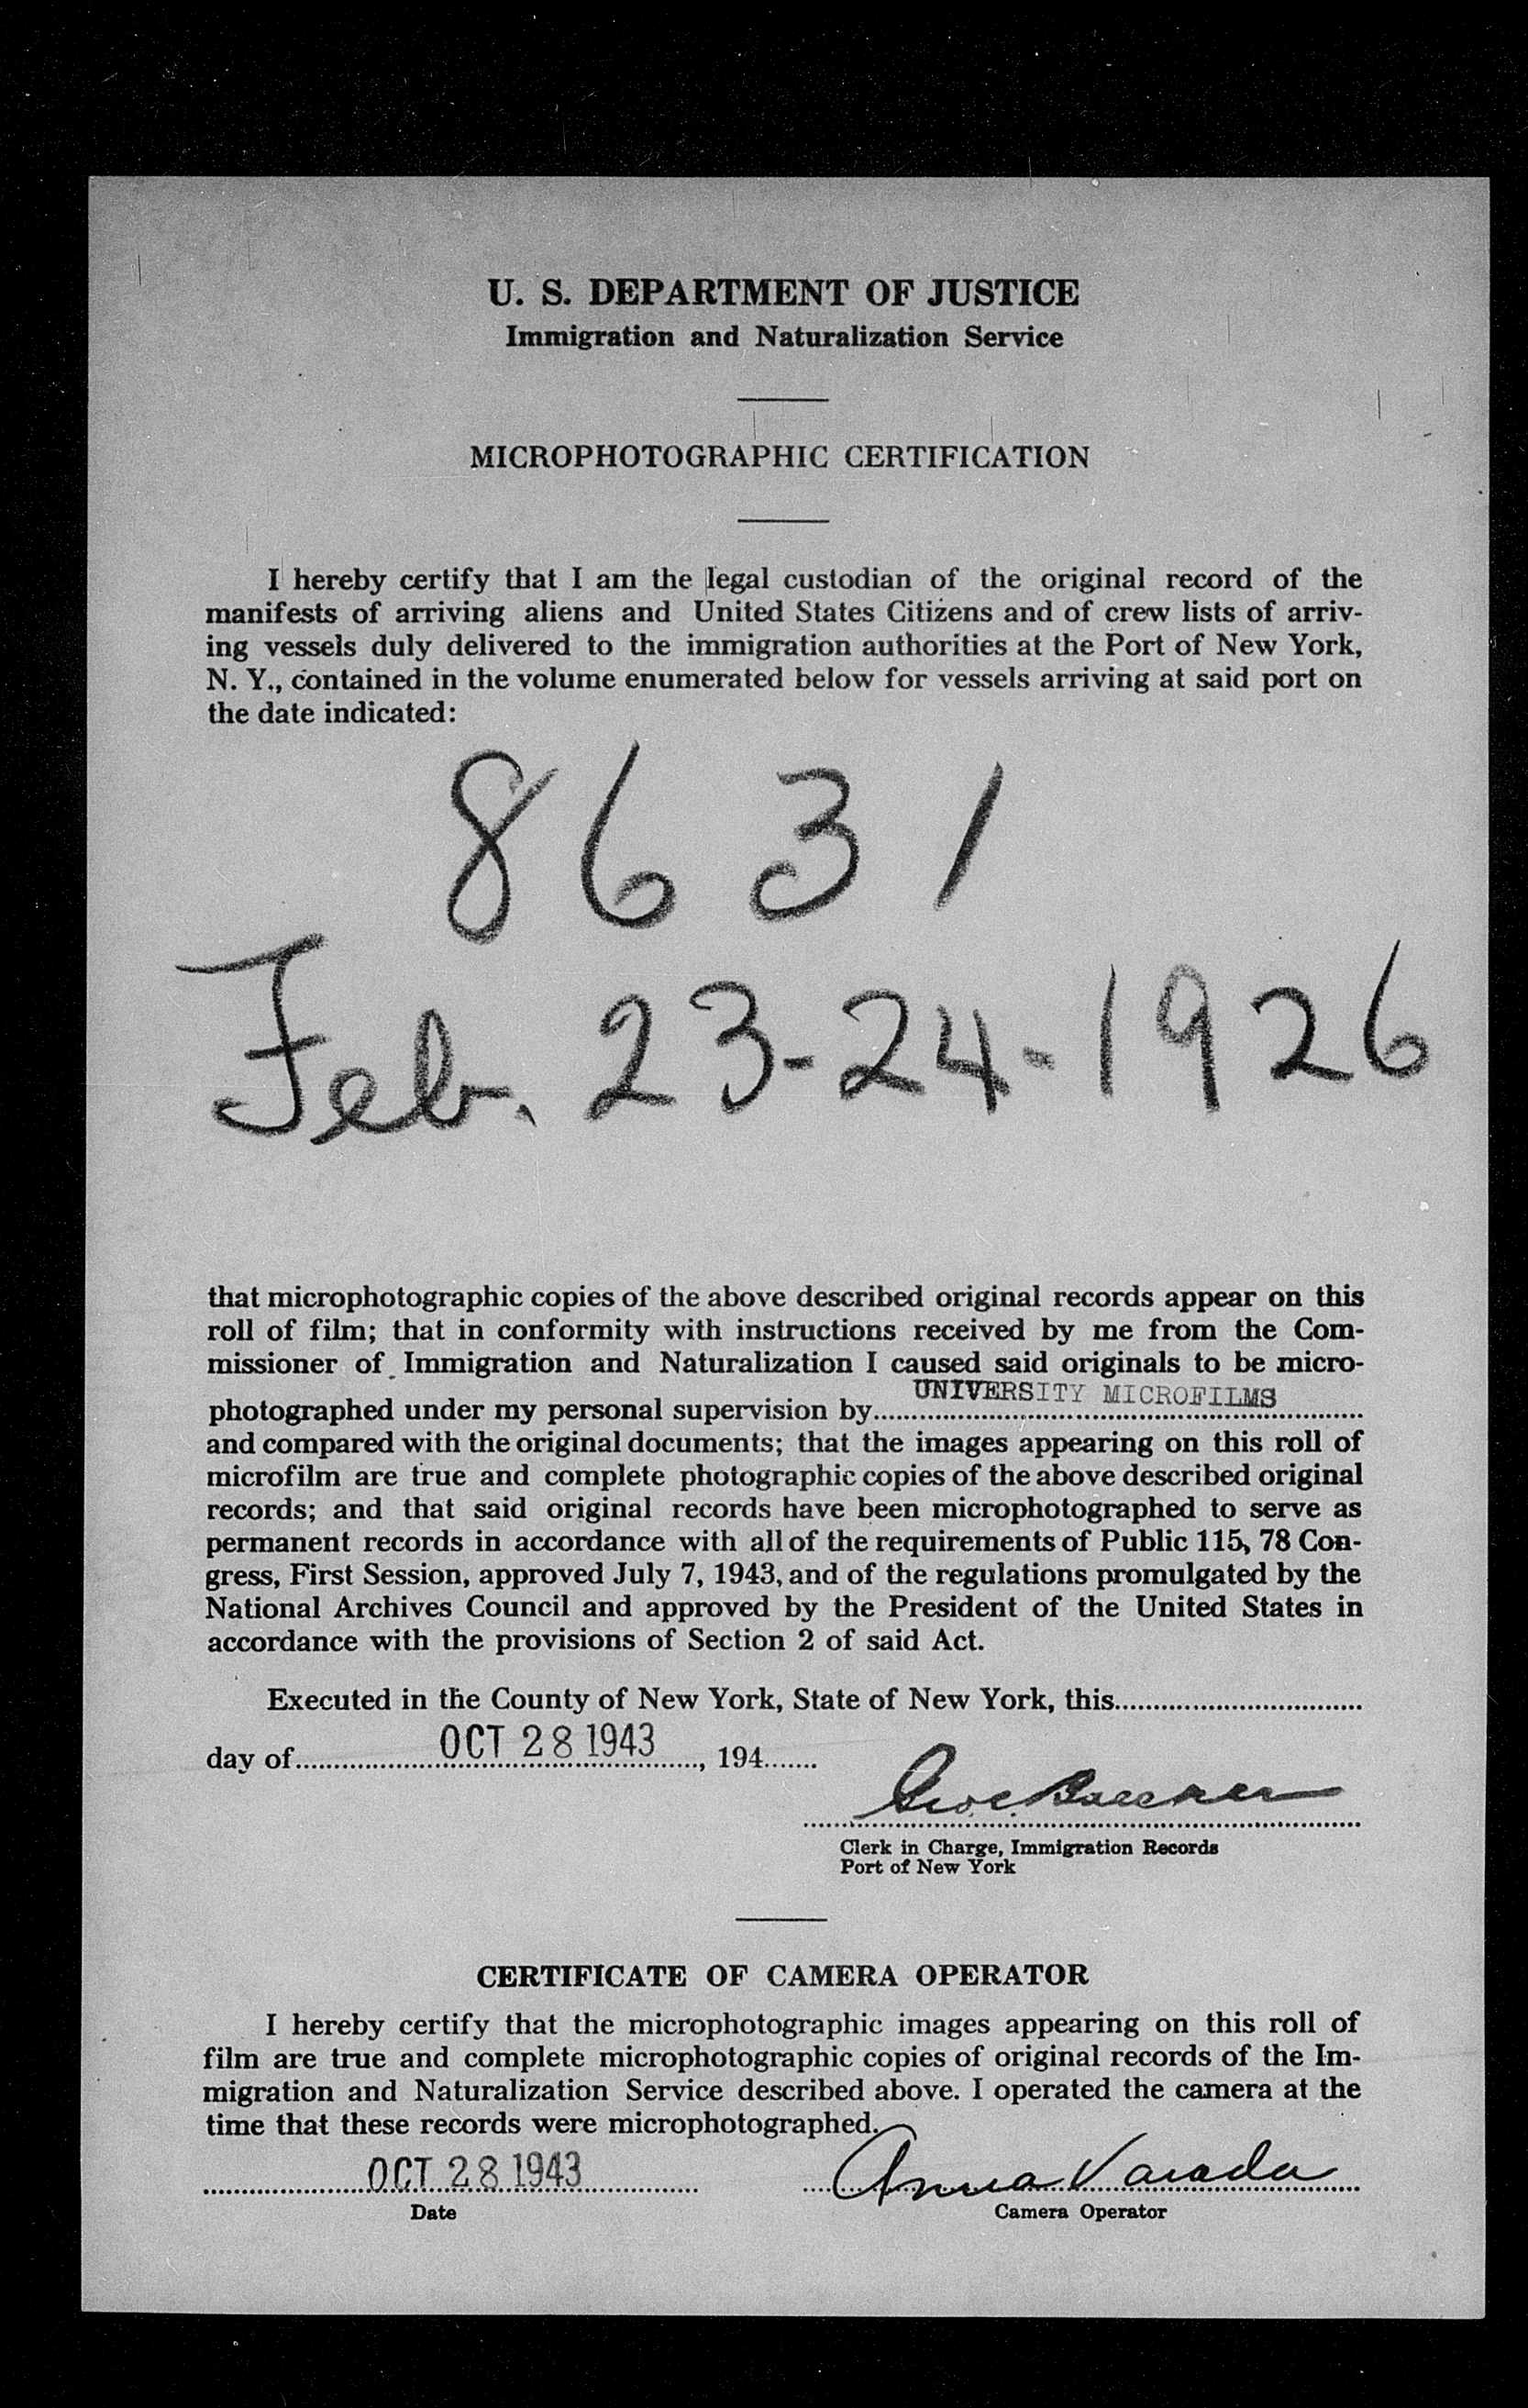 U. S. DEPARTMENT OF JUSTICE
Immigration and Naturalization Service
MICROPHOTOGRAPHIC CERTIFICATION
I hereby certify that I am the legal custodian of the original record of the
manifests of arriving aliens and United States Citizens and of crew lists of arriv-
ing vessels duly delivered to the immigration authorities at the Port of New York,
N. Y., contained in the volume enumerated below for vessels arriving at said port on
the date indicated:
8631
Feb. 23-24-1926
that microphotographic copies of the above described original records appear on this
roll of film; that in conformity with instructions received by me from the Com-
missioner of Immigration and Naturalization I caused said originals to be micro-
UNIVERSITY MICROFILMS
photographed under my personal supervision by
and compared with the original documents; that the images appearing on this roll of
microfilm are true and complete photographic copies of the above described original
records; and that said original records have been microphotographed to serve as
permanent records in accordance with all of the requirements of Public 115, 78 Con-
gress, First Session, approved July 7, 1943, and of the regulations promulgated by the
National Archives Council and approved by the President of the United States in
accordance with the provisions of Section 2 of said Act.
Executed in the County of New York, State of New York, this
day of OCT 28 1943, 194
Clerk in Charge, Immigration Records
Port of New York
CERTIFICATE OF CAMERA OPERATOR
I hereby certify that the microphotographic images appearing on this roll of
film are true and complete microphotographic copies of original records of the Im-
migration and Naturalization Service described above. I operated the camera at the
time that these records were microphotographed.
OCT 28 1943 Anna Varada
Date Camera Operator